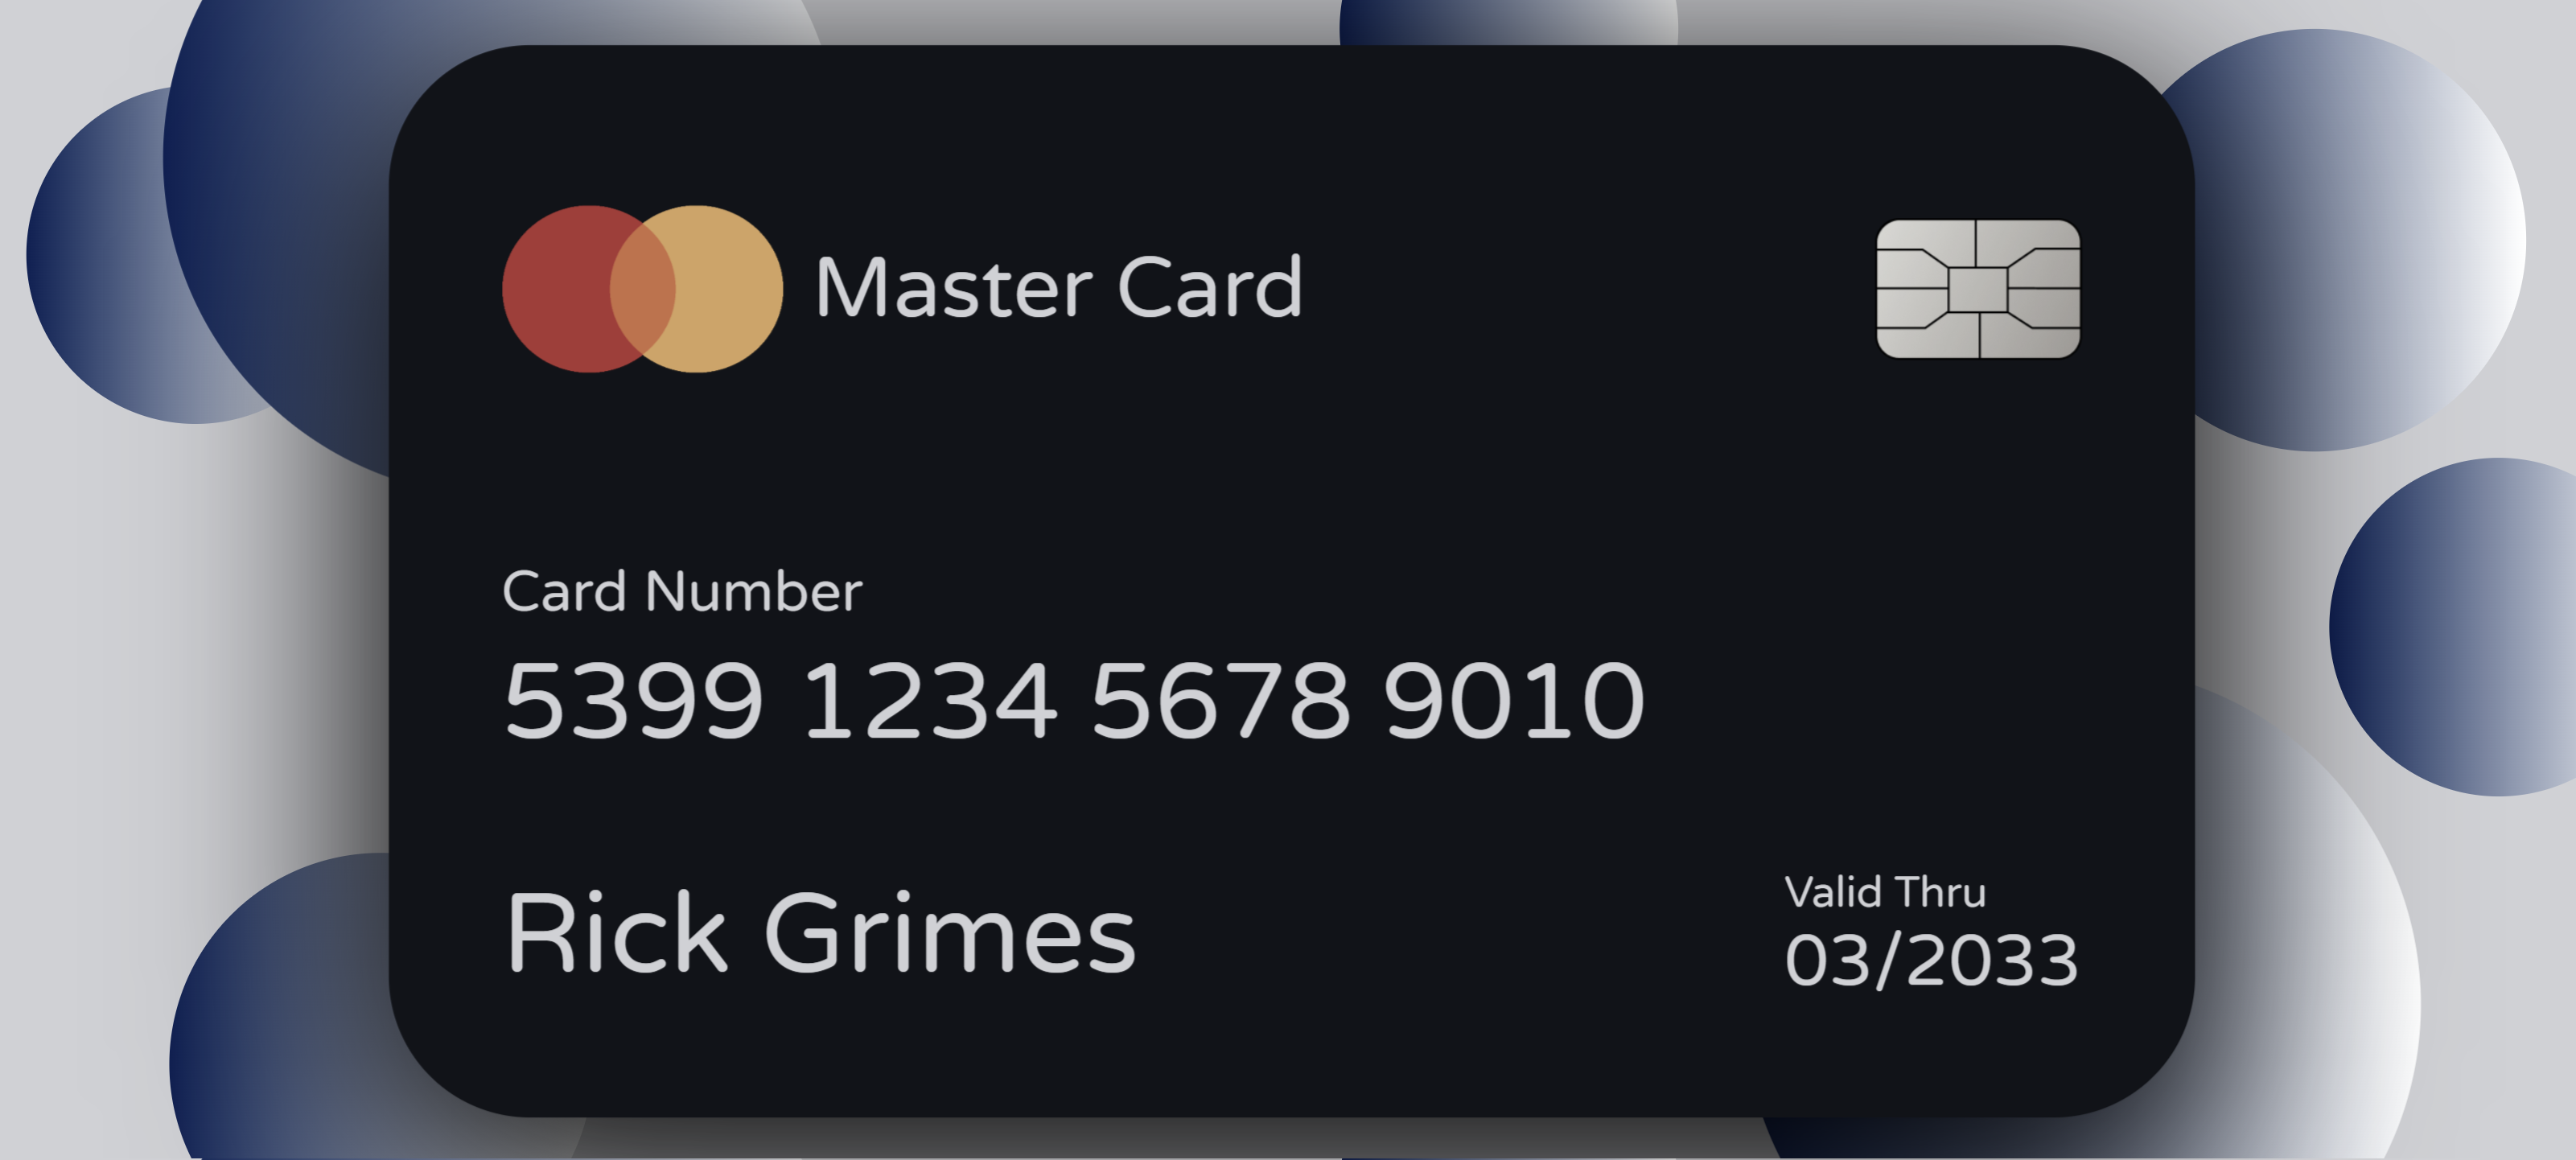 Master Card
Card Number
5399 1234 5678 9010
Rick Grimes
Valid Thru
03/2033